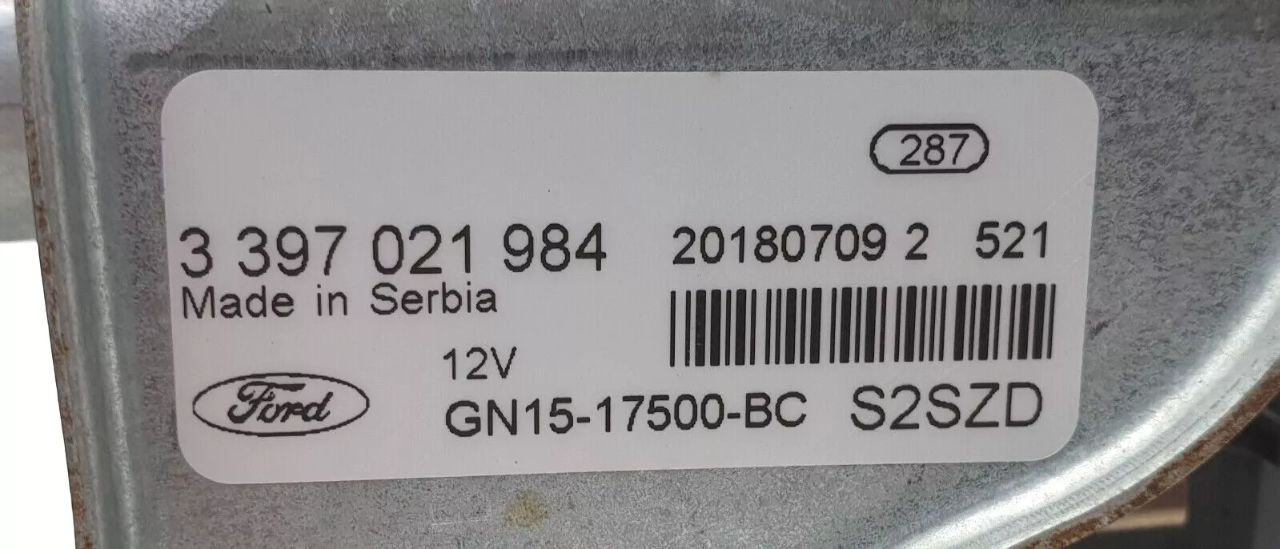 287
3 397 021 984 20180709 2 521
Made in Serbia
12V
Ford GN15-17500-BC S2SZD